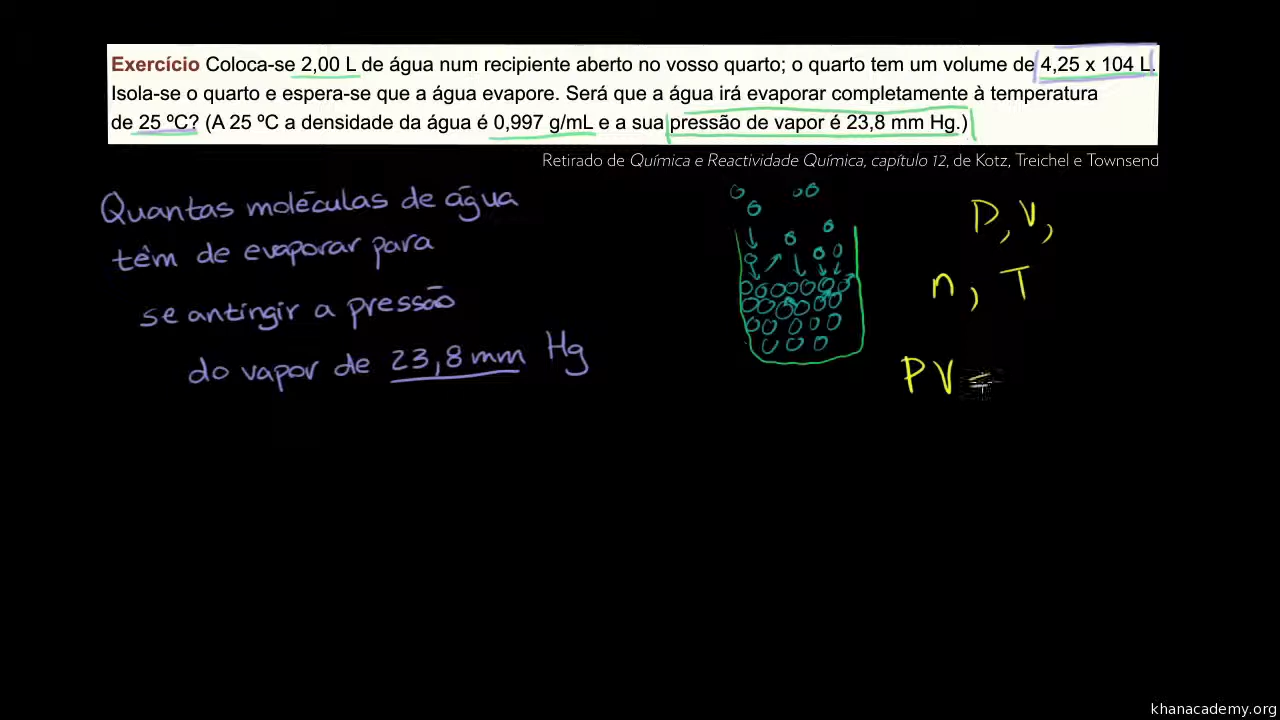 Exercício Coloca-se 2,00 L de água num recipiente aberto no vosso quarto; o quarto tem um volume de 4,25 x 104 L.
Isola-se o quarto e espera-se que a água evapore. Será que a água irá evaporar completamente à temperatura
de 25 ºC? (A 25 ºC a densidade da água é 0,997 g/mL e a sua pressão de vapor é 23,8 mm Hg.)
Retirado de Química e Reactividade Química, capítulo 12, de Kotz, Treichel e Townsend
Quantas moléculas de água
têm de evaporar para
se antingir a pressão
do vapor de 23,8 mm Hg
P, V,
n, T
PV =
khanacademy.org